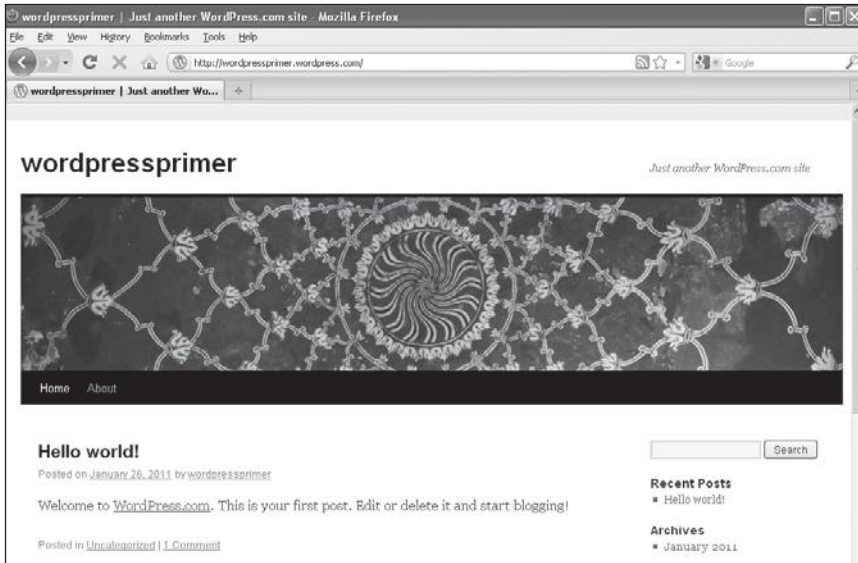 wordpressprimer | Just another WordPress.com site - Mozilla Firefox
File Edit View History Bookmarks Tools Help
http://wordpressprimer.wordpress.com/
Google
wordpressprimer | Just another Wo...
wordpressprimer
Just another WordPress.com site
Home About
Hello world!
Posted on January 26, 2011 by wordpressprimer
Welcome to WordPress.com. This is your first post. Edit or delete it and start blogging!
Posted in Uncategorized | 1 Comment
Search
Recent Posts
Hello world!
Archives
January 2011